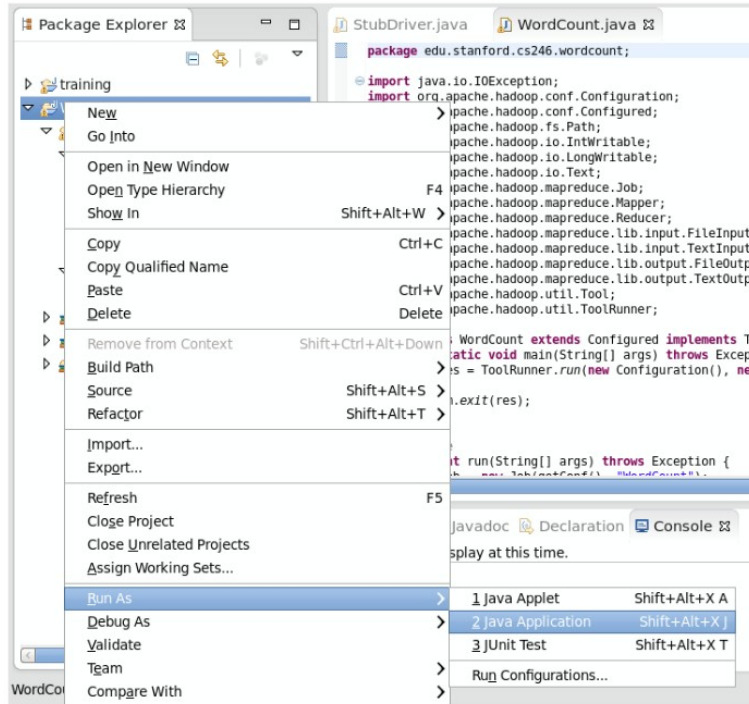 Package Explorer
StubDriver.java
WordCount.java
package edu.stanford.cs246.wordcount;
training
import java.io.IOException;
import org.apache.hadoop.conf.Configuration;
New
pache.hadoop.conf.Configured;
Go Into
pache.hadoop.fs.Path;
pache.hadoop.io.IntWritable;
pache.hadoop.io.LongWritable;
Open in New Window
pache.hadoop.io.Text;
Open Type Hierarchy F4
pache.hadoop.mapreduce.Job;
pache.hadoop.mapreduce.Mapper;
Show In Shift+Alt+W
pache.hadoop.mapreduce.Reducer;
pache.hadoop.mapreduce.lib.input.FileInput
Copy Ctrl+C
pache.hadoop.mapreduce.lib.input.TextInput
Copy Qualified Name
pache.hadoop.mapreduce.lib.output.FileOutp
pache.hadoop.mapreduce.lib.output.TextOutp
Paste Ctrl+V
pache.hadoop.util.Tool;
Delete Delete
pache.hadoop.util.ToolRunner;
Remove from Context Shift+Ctrl+Alt+Down
WordCount extends Configured implements T
Build Path
tatic void main(String[] args) throws Excep
es = ToolRunner.run(new Configuration(), ne
Source Shift+Alt+S
.exit(res);
Refactor Shift+Alt+T
Import...
Export...
nt run(String[] args) throws Exception {
new Job(getConf(), "WordCount");
Refresh F5
Close Project
Javadoc Declaration Console
Close Unrelated Projects
splay at this time.
Assign Working Sets...
Run As
1 Java Applet Shift+Alt+X A
Debug As
2 Java Application Shift+Alt+X J
Validate
3 JUnit Test Shift+Alt+X T
Team
Run Configurations...
WordCou
Compare With